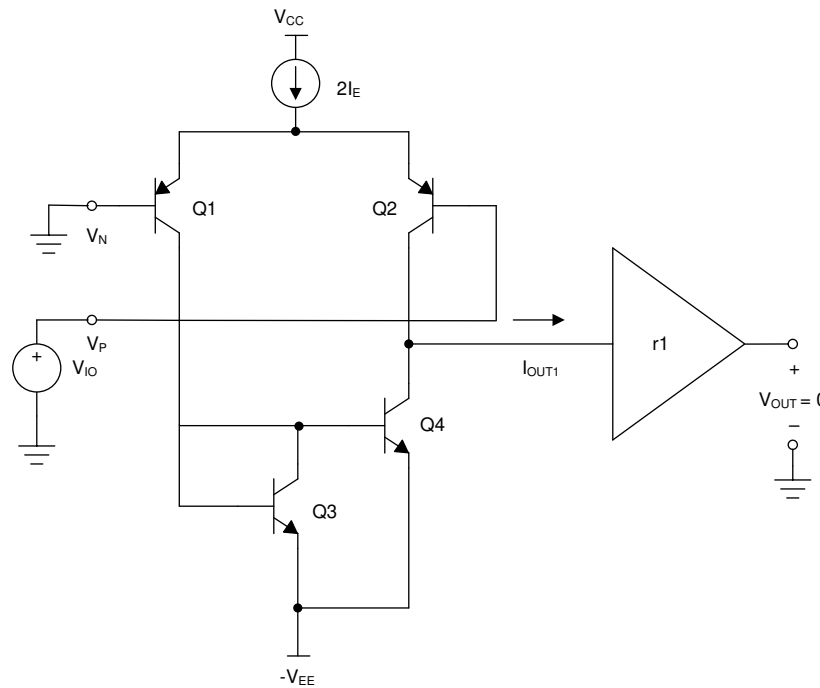 VCC
2IE
Q1
Q2
VN
VP
VIO
IOUT1
r1
+
VOUT = 0
−
+
Q4
Q3
-VEE